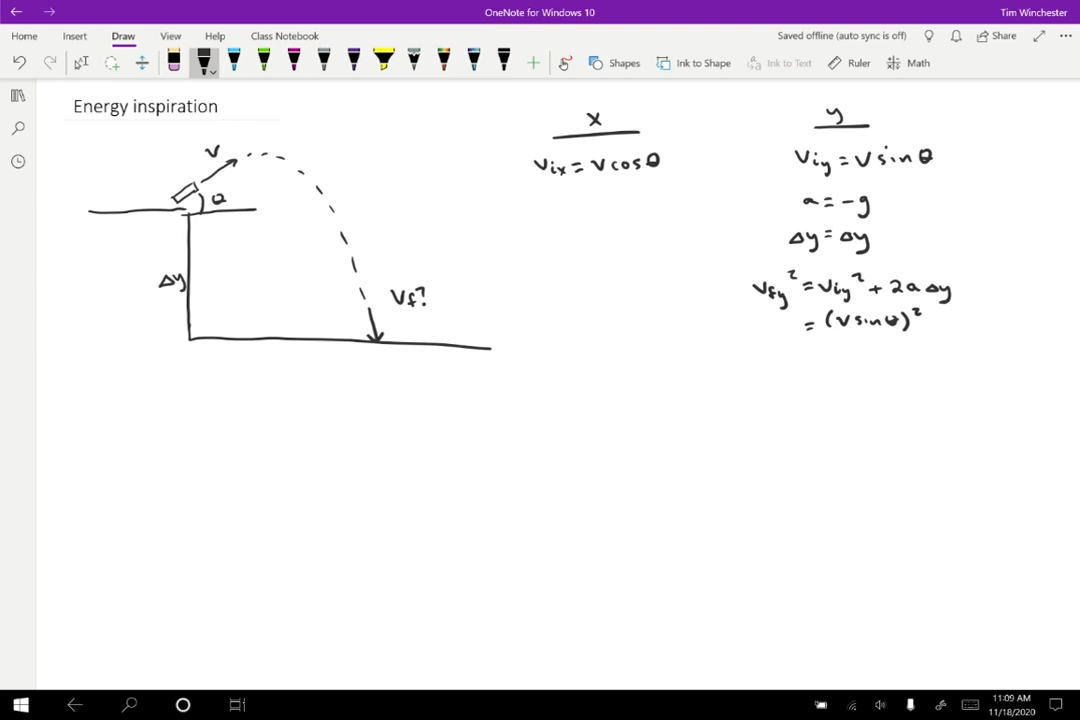 OneNote for Windows 10
Tim Winchester
Home Insert Draw View Help Class Notebook
Saved offline (auto sync is off)
Share
Shapes Ink to Shape Ink to Text Ruler Math
Energy inspiration
v
θ
Δy
Vf?
x
Vix = V cos θ
y
Viy = V sin θ
a = -g
Δy = Δy
Vfy² = Viy² + 2a Δy
= (V sin θ)²
11:09 AM
11/18/2020